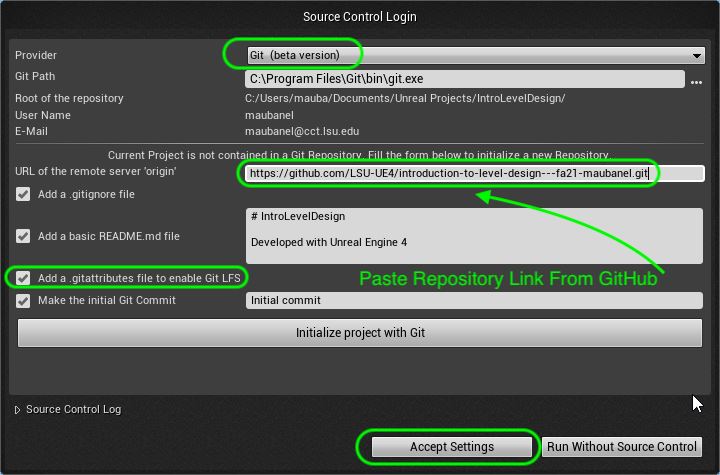 Source Control Login
Provider
Git (beta version)
Git Path
C:\Program Files\Git\bin\git.exe
...
Root of the repository
C:/Users/mauba/Documents/Unreal Projects/IntroLevelDesign/
User Name
maubanel
E-Mail
maubanel@cct.lsu.edu
Current Project is not contained in a Git Repository. Fill the form below to initialize a new Repository.
URL of the remote server 'origin'
https://github.com/LSU-UE4/introduction-to-level-design---fa21-maubanel.git
Add a .gitignore file
Add a basic README.md file
# IntroLevelDesign
Developed with Unreal Engine 4
Add a .gitattributes file to enable Git LFS
Paste Repository Link From GitHub
Make the initial Git Commit
Initial commit
Initialize project with Git
Source Control Log
Accept Settings
Run Without Source Control